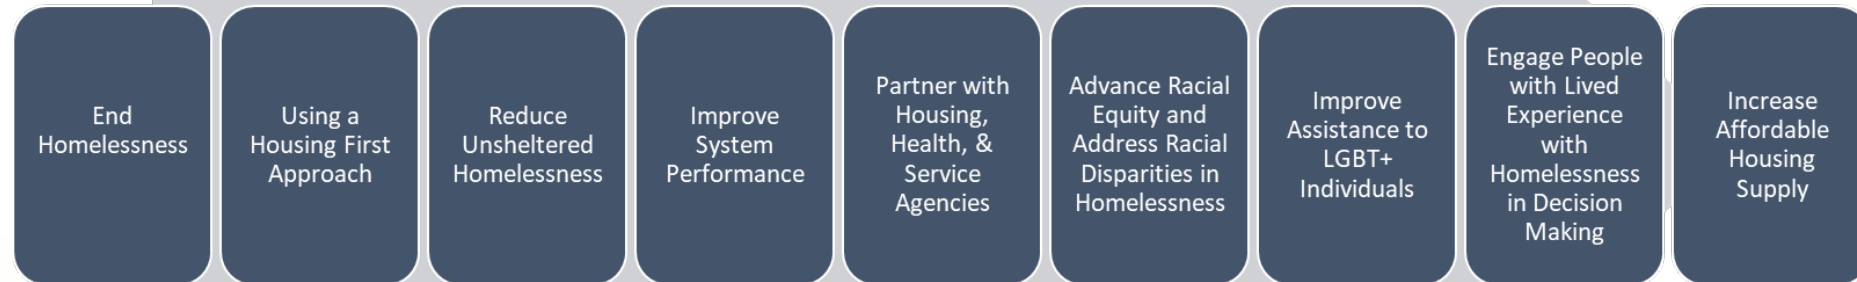 End
Homelessness
Using a
Housing First
Approach
Reduce
Unsheltered
Homelessness
Improve
System
Performance
Partner with
Housing,
Health, &
Service
Agencies
Advance Racial
Equity and
Address Racial
Disparities in
Homelessness
Improve
Assistance to
LGBT+
Individuals
Engage People
with Lived
Experience
with
Homelessness
in Decision
Making
Increase
Affordable
Housing
Supply